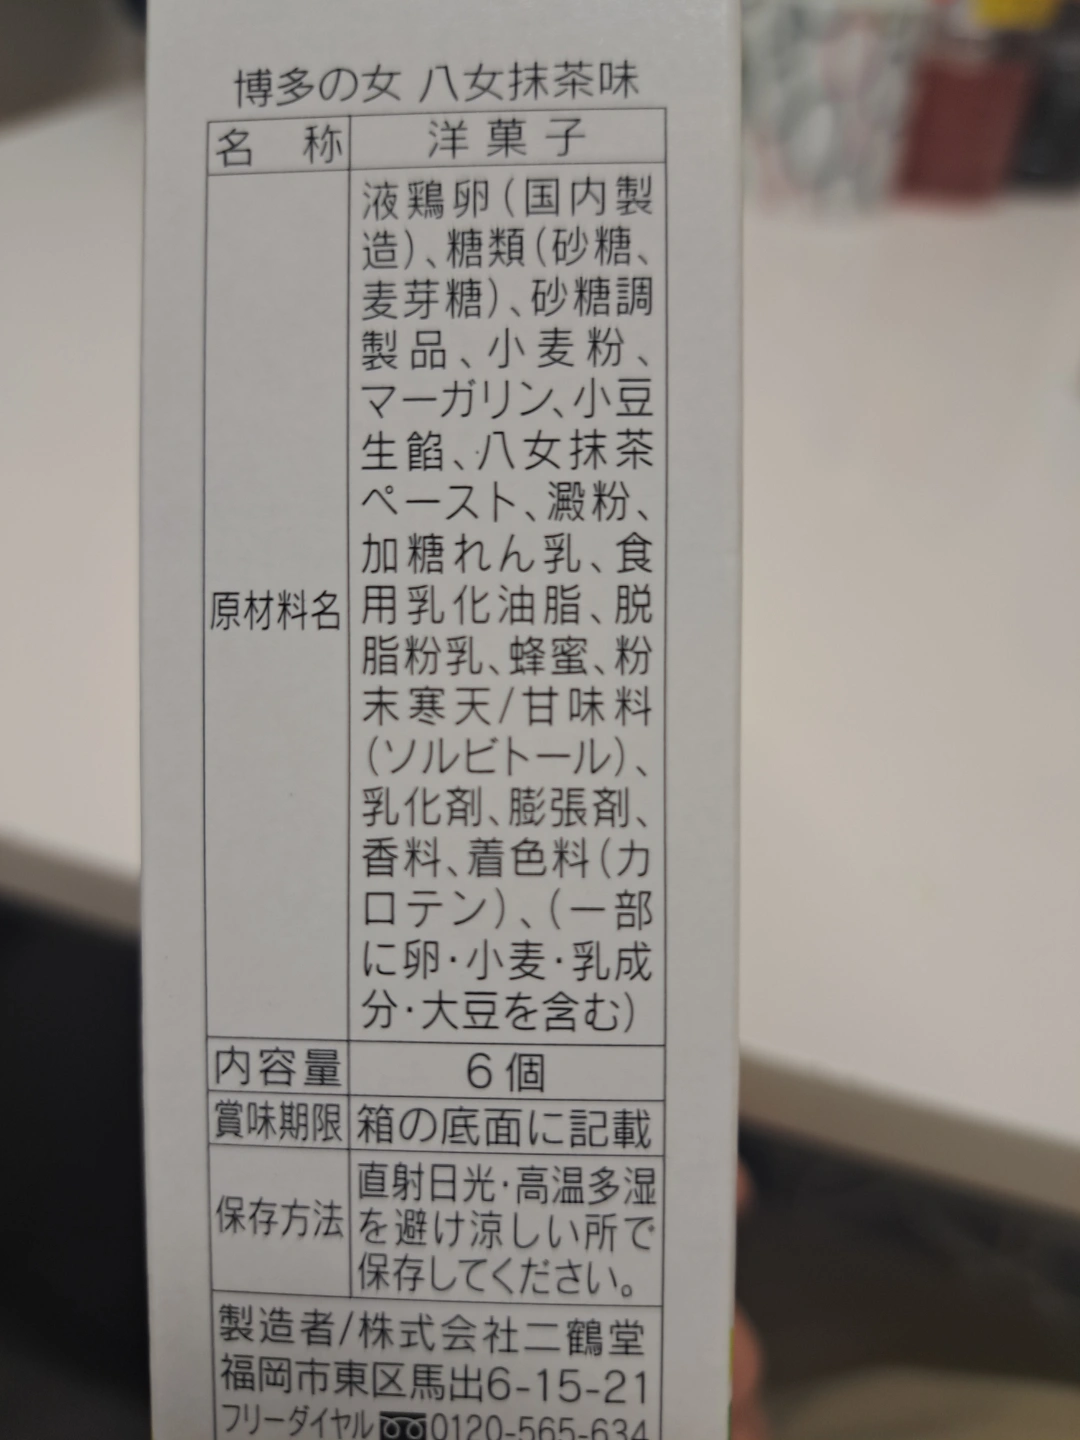 博多の女 八女抹茶味
名称 洋菓子
原材料名
液鶏卵(国内製
造)、糖類(砂糖、
麦芽糖)、砂糖調
製品、小麦粉、
マーガリン、小豆
生餡、八女抹茶
ペースト、澱粉、
加糖れん乳、食
用乳化油脂、脱
脂粉乳、蜂蜜、粉
末寒天/甘味料
(ソルビトール)、
乳化剤、膨張剤、
香料、着色料(カ
ロテン)、(一部
に卵・小麦・乳成
分・大豆を含む)
内容量 6個
賞味期限 箱の底面に記載
保存方法
直射日光・高温多湿
を避け涼しい所で
保存してください。
製造者/株式会社二鶴堂
福岡市東区馬出6-15-21
フリーダイヤル 0120-565-634